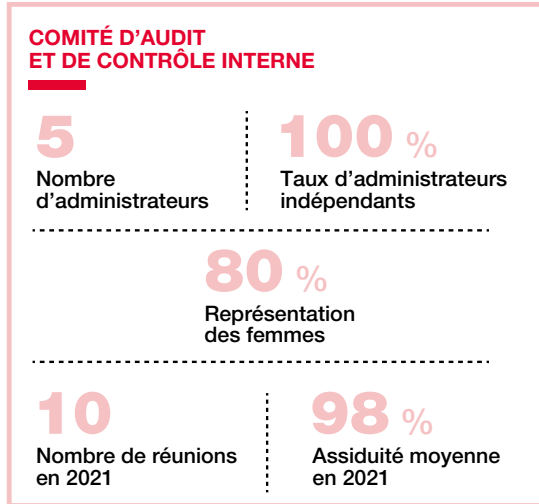 COMITÉ D’AUDIT
ET DE CONTRÔLE INTERNE
5
Nombre
d’administrateurs
100 %
Taux d’administrateurs
indépendants
80 %
Représentation
des femmes
10
Nombre de réunions
en 2021
98 %
Assiduité moyenne
en 2021